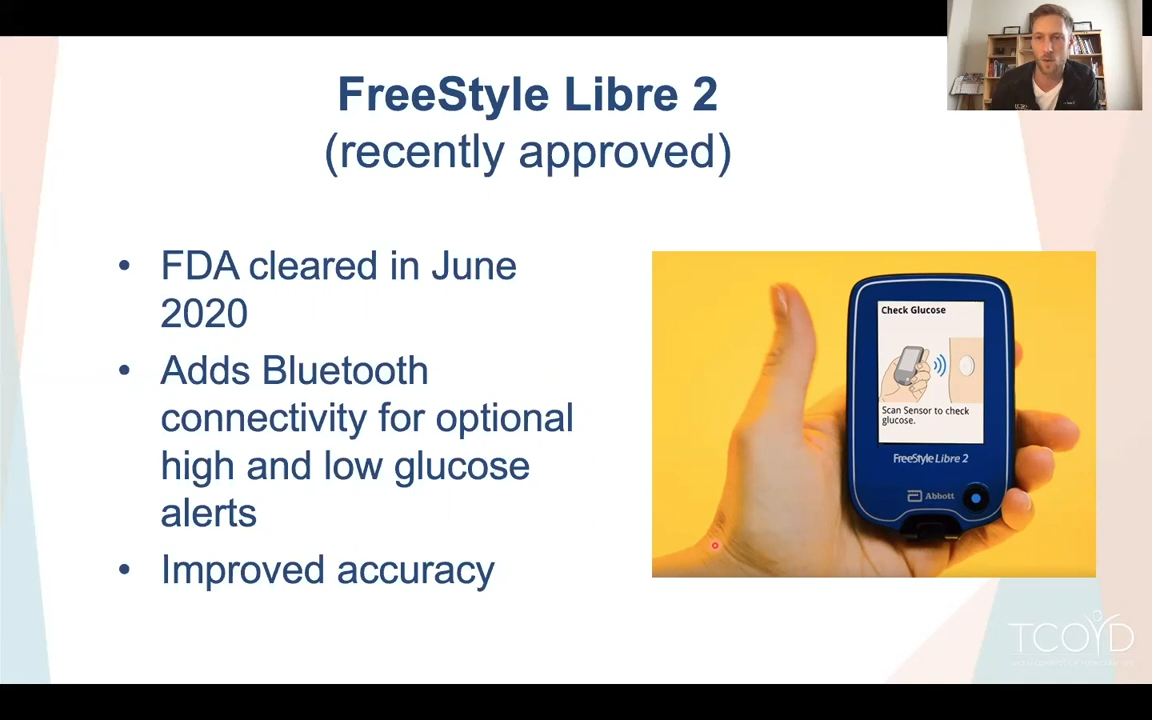 FreeStyle Libre 2
(recently approved)
• FDA cleared in June
2020
• Adds Bluetooth
connectivity for optional
high and low glucose
alerts
• Improved accuracy
Check Glucose
Scan Sensor to check
glucose.
FreeStyle Libre 2
Abbott
TCOYD